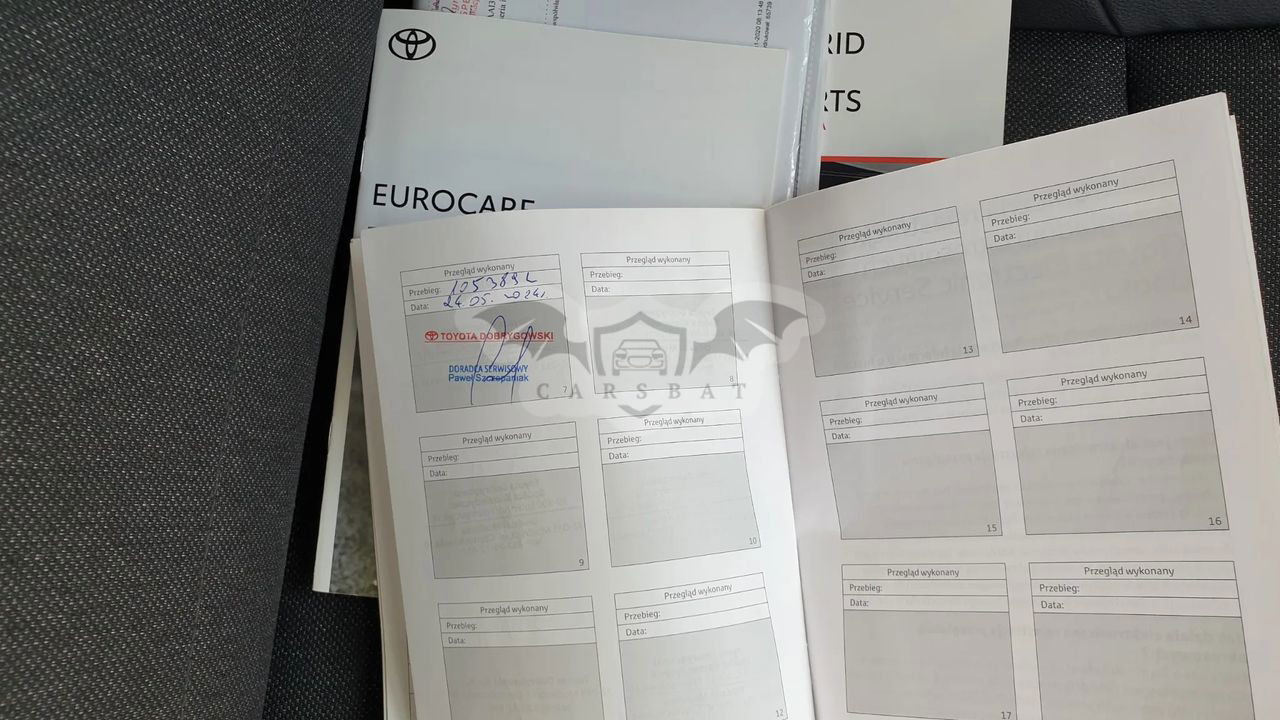 RID
RTS
EUROCARE
Przegląd wykonany
Przebieg: 105389
Data: 24.05. 2024r.
TOYOTA DOBRYGOWSKI
DORADCA SERWISOWY
Paweł Szczepaniak
7
Przegląd wykonany
Przebieg:
Data:
8
Przegląd wykonany
Przebieg:
Data:
9
Przegląd wykonany
Przebieg:
Data:
10
Przegląd wykonany
Przebieg:
Data:
Przegląd wykonany
Przebieg:
Data:
12
Przegląd wykonany
Przebieg:
Data:
13
Przegląd wykonany
Przebieg:
Data:
14
Przegląd wykonany
Przebieg:
Data:
15
Przegląd wykonany
Przebieg:
Data:
16
Przegląd wykonany
Przebieg:
Data:
17
Przegląd wykonany
Przebieg:
Data:
CARSBAT